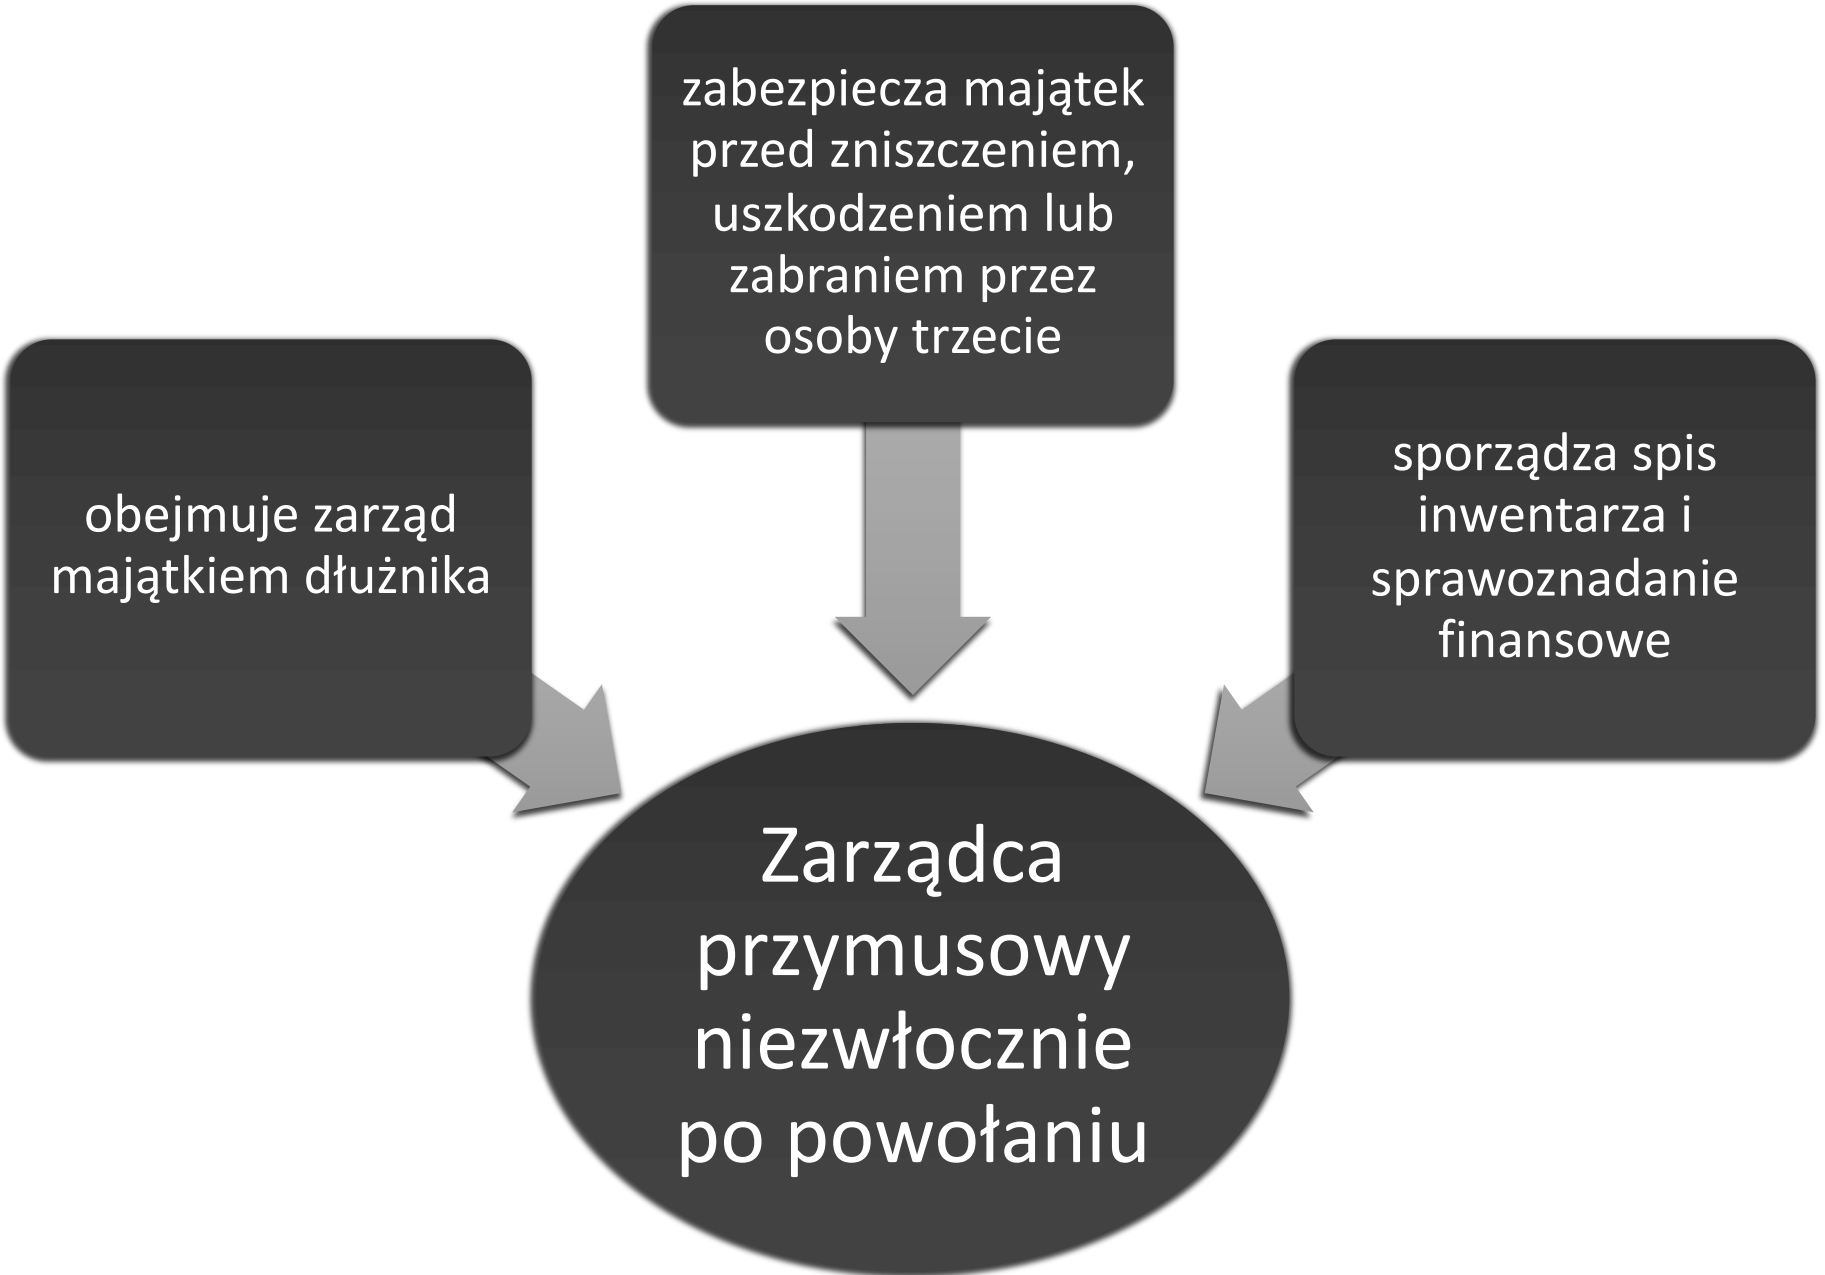 zabezpiecza majątek
przed zniszczeniem,
uszkodzeniem lub
zabraniem przez
osoby trzecie
obejmuje zarząd
majątkiem dłużnika
sporządza spis
inwentarza i
sprawoznadanie
finansowe
Zarządca
przymusowy
niezwłocznie
po powołaniu